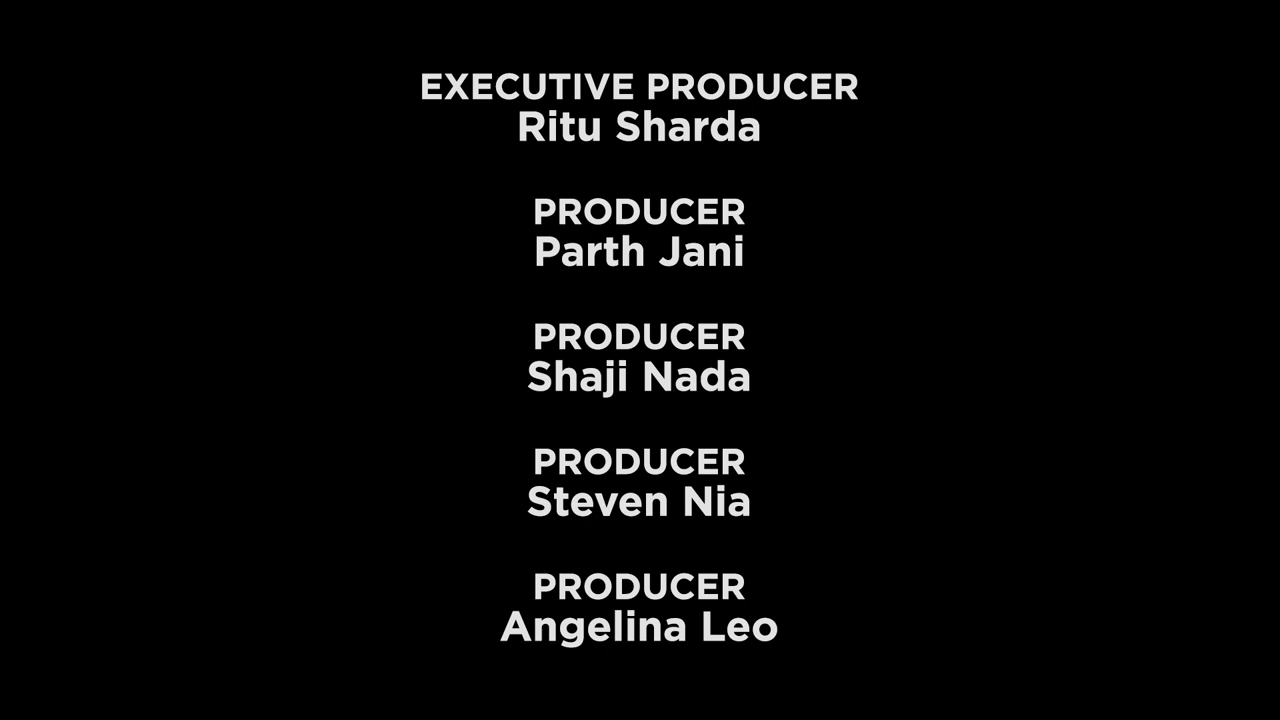 EXECUTIVE PRODUCER
Ritu Sharda
PRODUCER
Parth Jani
PRODUCER
Shaji Nada
PRODUCER
Steven Nia
PRODUCER
Angelina Leo